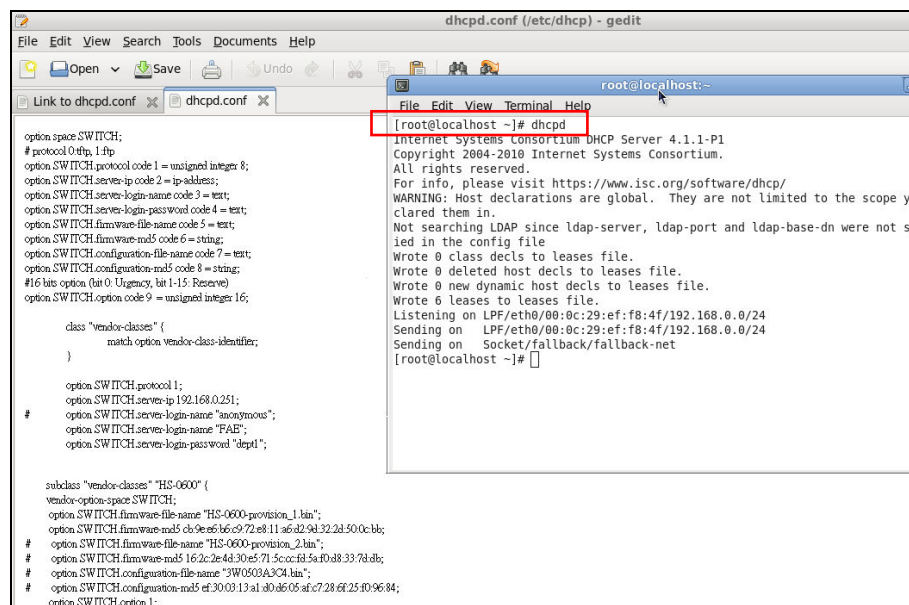 dhcpd.conf (/etc/dhcp) - gedit
File Edit View Search Tools Documents Help
Open Save Undo
Link to dhcpd.conf dhcpd.conf
option space SWITCH;
# protocol 0:tftp, 1:ftp
option SWITCH.protocol code 1 = unsigned integer 8;
option SWITCH.server-ip code 2 = ip-address;
option SWITCH.server-login-name code 3 = text;
option SWITCH.server-login-password code 4 = text;
option SWITCH.firmware-file-name code 5 = text;
option SWITCH.firmware-md5 code 6 = string;
option SWITCH.configuration-file-name code 7 = text;
option SWITCH.configuration-md5 code 8 = string;
#16 bits option (bit 0: Urgency, bit 1-15: Reserve)
option SWITCH.option code 9 = unsigned integer 16;
class "vendor-classes" {
match option vendor-class-identifier;
}
option SWITCH.protocol 1;
option SWITCH.server-ip 192.168.0.251;
# option SWITCH.server-login-name "anonymous";
option SWITCH.server-login-name "FAE";
option SWITCH.server-login-password "dept1";
subclass "vendor-classes" "HS-0600" {
vendor-option-space SWITCH;
option SWITCH.firmware-file-name "HS-0600-provision_1.bin";
option SWITCH.firmware-md5 cb:9e:e6:b6:c9:72:e8:11:a6:d2:9d:32:2d:50:0c:bb;
# option SWITCH.firmware-file-name "HS-0600-provision_2.bin";
# option SWITCH.firmware-md5 16:2c:2e:4d:30:e5:71:5c:cc:fd:5a:f0:d8:33:7d:db;
# option SWITCH.configuration-file-name "3W0503A3C4.bin";
# option SWITCH.configuration-md5 ef:30:03:13:a1:d0:d6:05:af:c7:28:6f:25:f0:96:84;
option SWITCH.option 1;
root@localhost:~
File Edit View Terminal Help
[root@localhost ~]# dhcpd
Internet Systems Consortium DHCP Server 4.1.1-P1
Copyright 2004-2010 Internet Systems Consortium.
All rights reserved.
For info, please visit https://www.isc.org/software/dhcp/
WARNING: Host declarations are global.  They are not limited to the scope y
clared them in.
Not searching LDAP since ldap-server, ldap-port and ldap-base-dn were not s
ied in the config file
Wrote 0 class decls to leases file.
Wrote 0 deleted host decls to leases file.
Wrote 0 new dynamic host decls to leases file.
Wrote 6 leases to leases file.
Listening on LPF/eth0/00:0c:29:ef:f8:4f/192.168.0.0/24
Sending on   LPF/eth0/00:0c:29:ef:f8:4f/192.168.0.0/24
Sending on   Socket/fallback/fallback-net
[root@localhost ~]#